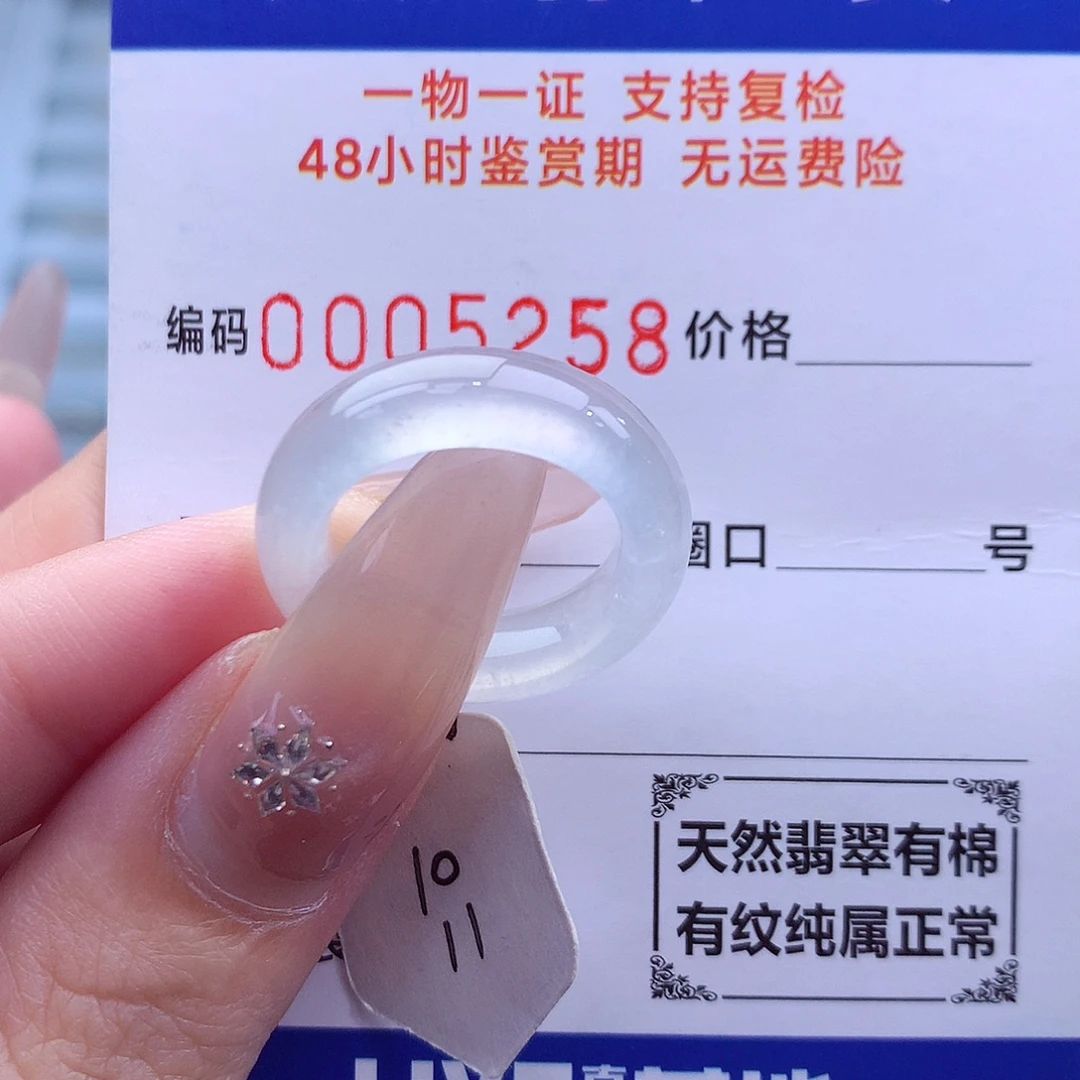 一物一证 支持复检
48小时鉴赏期 无运费险
编码 0005258 价格
圈口 号
10
11
天然翡翠有棉
有纹纯属正常